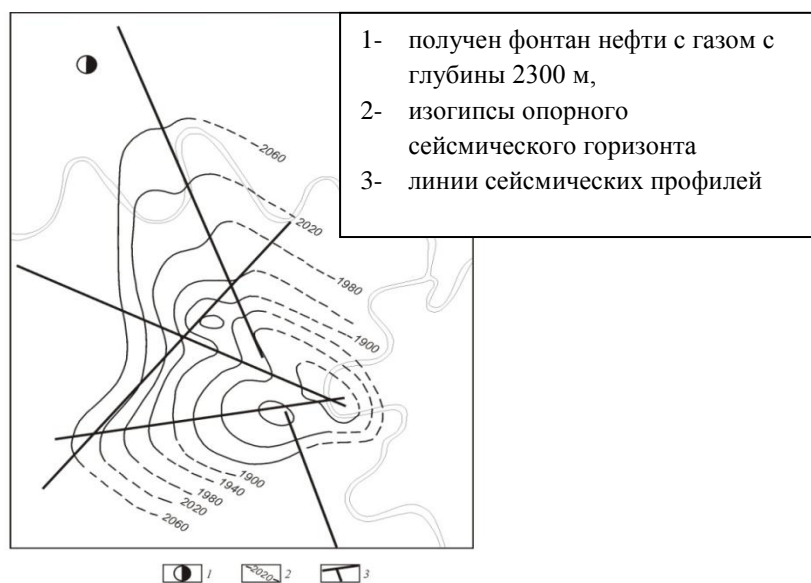 1- получен фонтан нефти с газом с
глубины 2300 м,
2- изогипсы опорного
сейсмического горизонта
3- линии сейсмических профилей
2060
2020
1980
1900
1900
1940
1980
2020
2060
1
2020
2
3